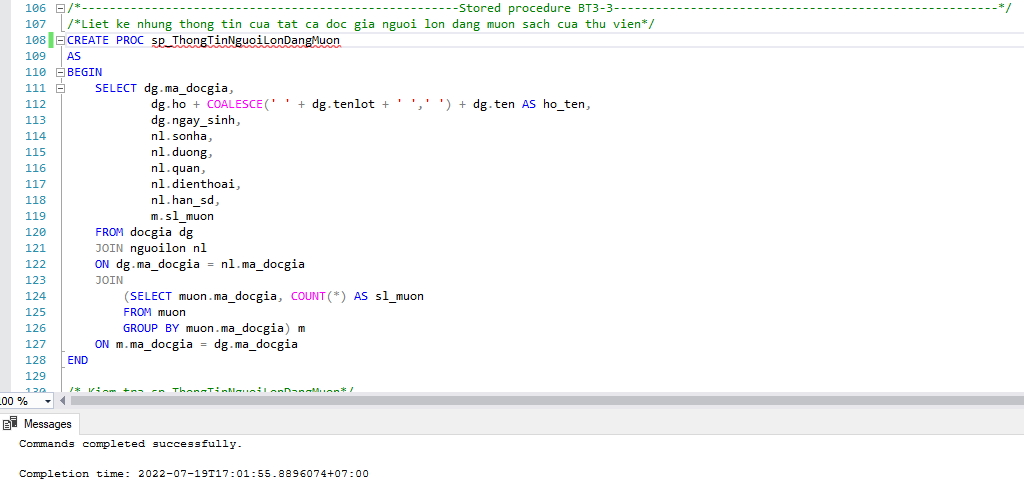 106 /*------------------------------------------------------Stored procedure BT3-3-------------------------------------------------------*/
107 /*Liet ke nhung thong tin cua tat ca doc gia nguoi lon dang muon sach cua thu vien*/
108 CREATE PROC sp_ThongTinNguoiLonDangMuon
109 AS
110 BEGIN
111 SELECT dg.ma_docgia,
112 dg.ho + COALESCE(' ' + dg.tenlot + ' ',' ') + dg.ten AS ho_ten,
113 dg.ngay_sinh,
114 nl.sonha,
115 nl.duong,
116 nl.quan,
117 nl.dienthoai,
118 nl.han_sd,
119 m.sl_muon
120 FROM docgia dg
121 JOIN nguoilon nl
122 ON dg.ma_docgia = nl.ma_docgia
123 JOIN
124 (SELECT muon.ma_docgia, COUNT(*) AS sl_muon
125 FROM muon
126 GROUP BY muon.ma_docgia) m
127 ON m.ma_docgia = dg.ma_docgia
128 END
129
130 /* Kiem tra sp_ThongTinNguoiLonDangMuon*/
100 %
Messages
Commands completed successfully.
Completion time: 2022-07-19T17:01:55.8896074+07:00